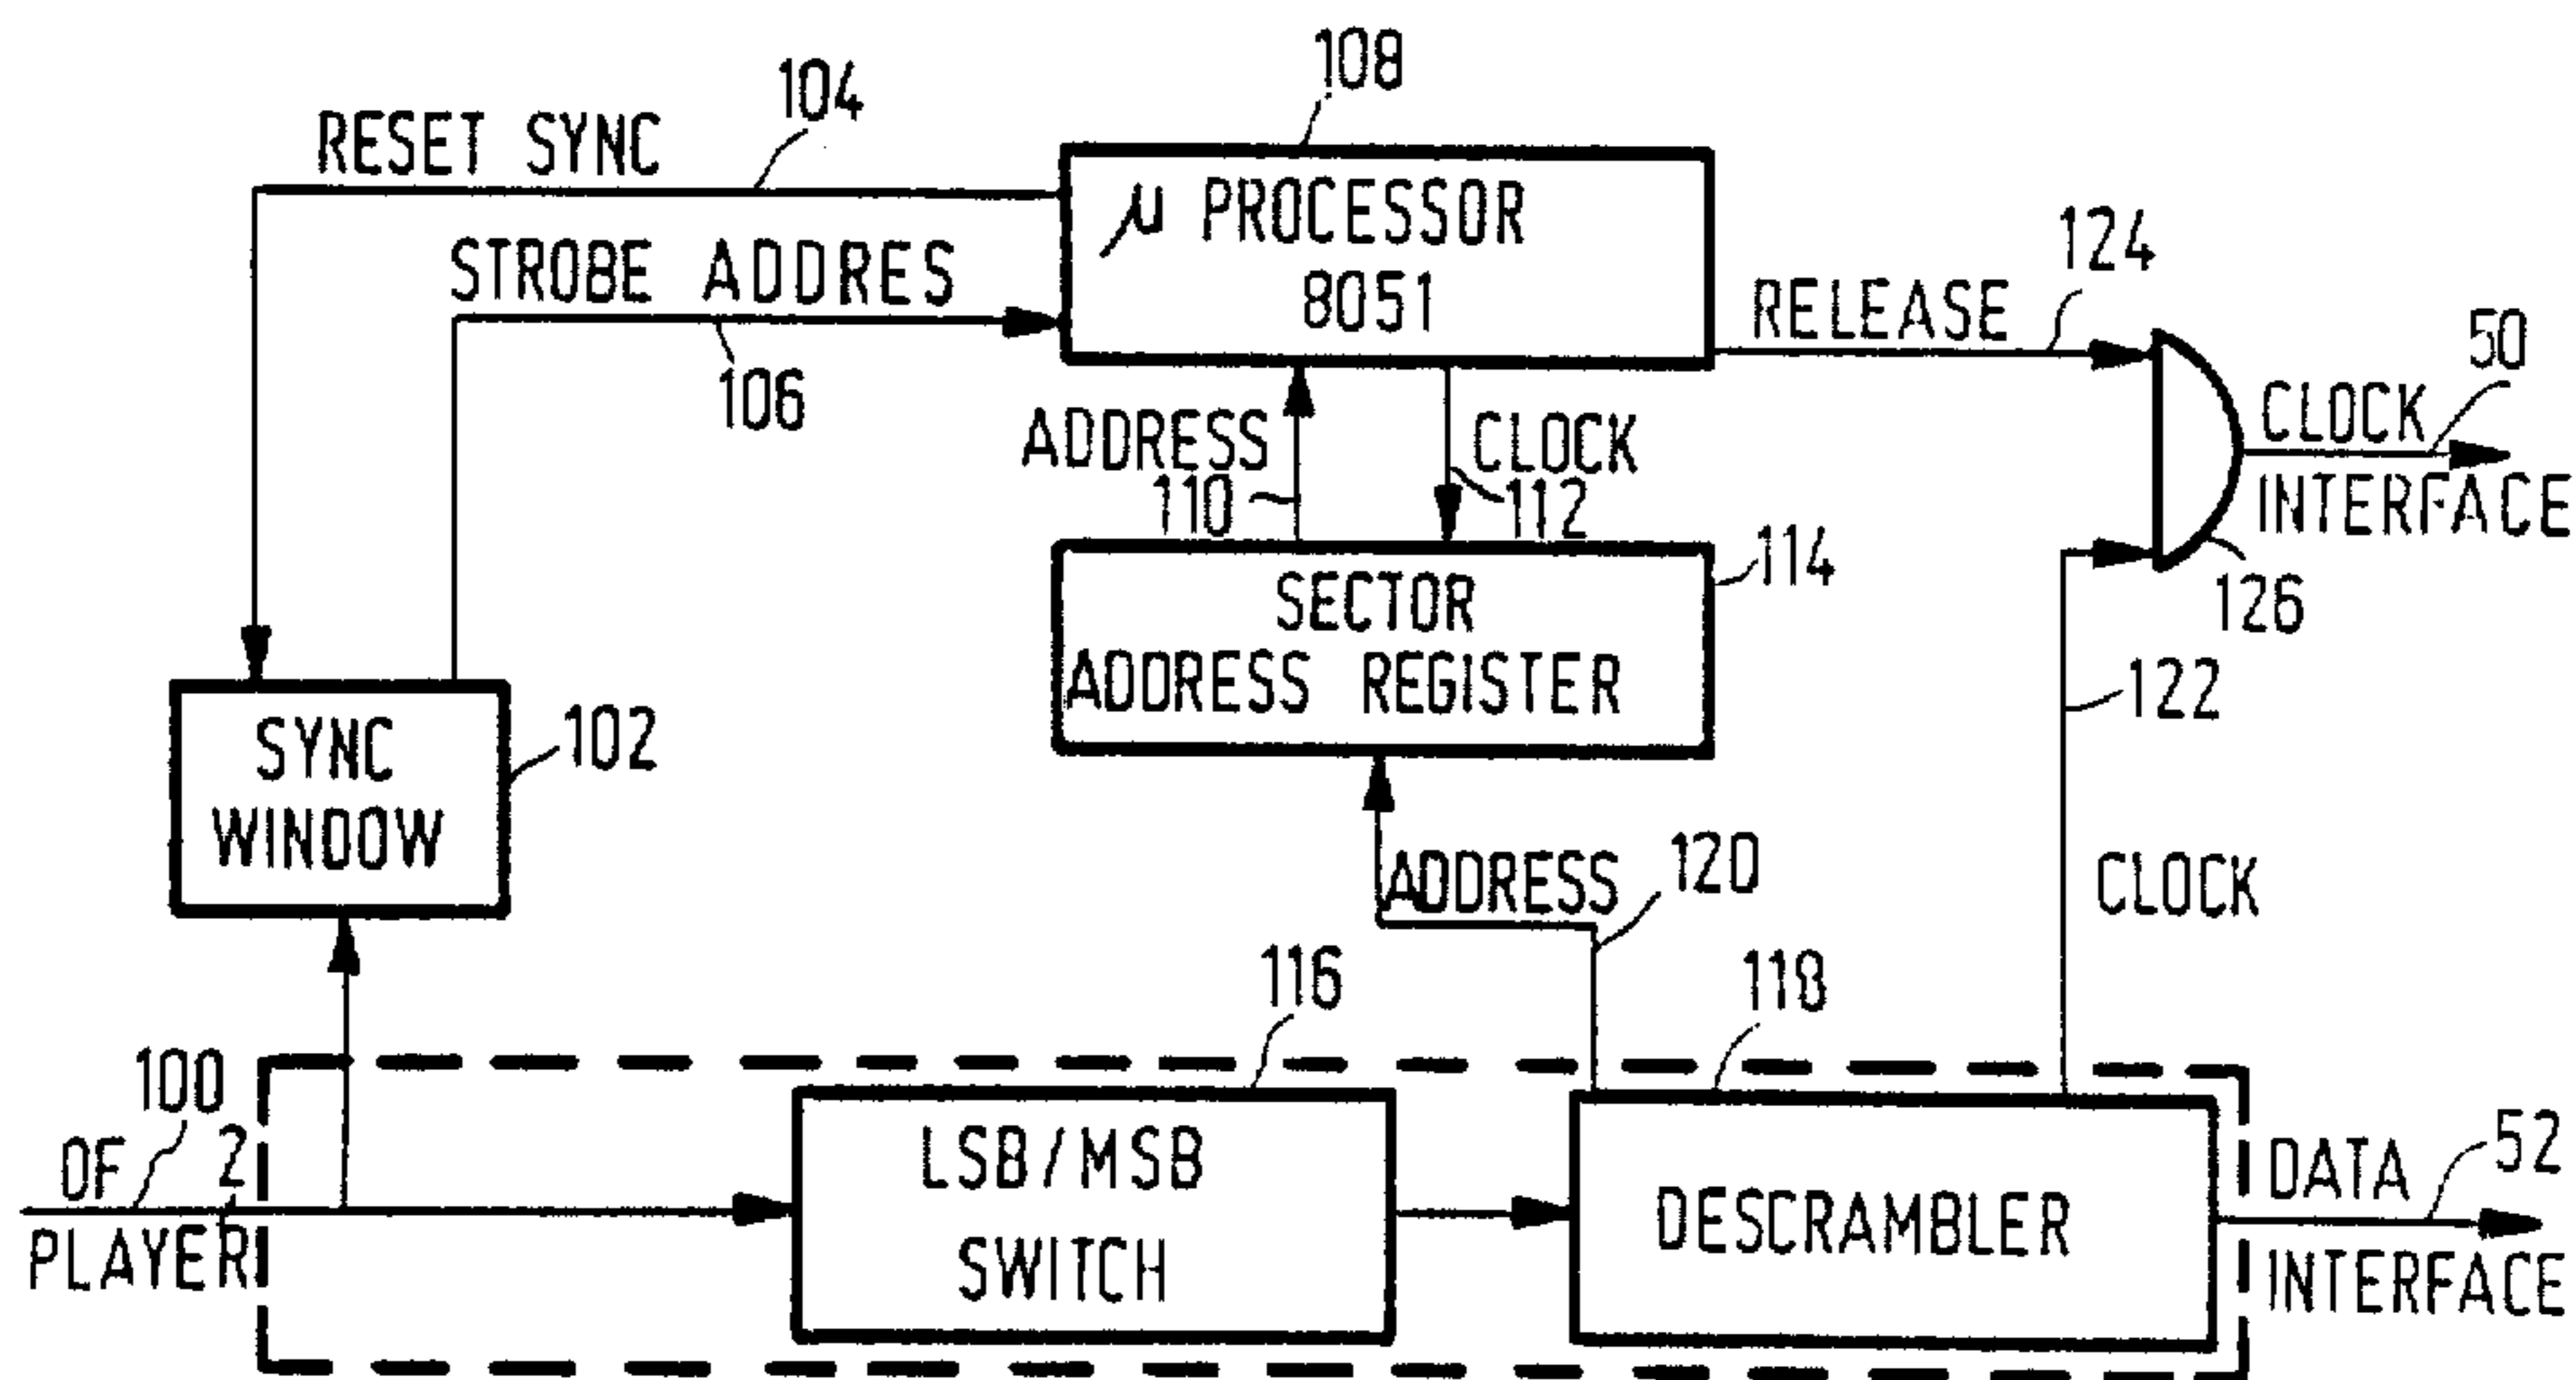 108
104
RESET SYNC
μ PROCESSOR
8051
STROBE ADDRES
106
124
RELEASE
50
CLOCK
INTERFACE
126
ADDRESS
110
CLOCK
112
114
SECTOR
ADDRESS REGISTER
102
SYNC
WINDOW
122
CLOCK
ADDRESS
120
116
118
100
OF
2
PLAYER
LSB/MSB
SWITCH
DESCRAMBLER
DATA
52
INTERFACE